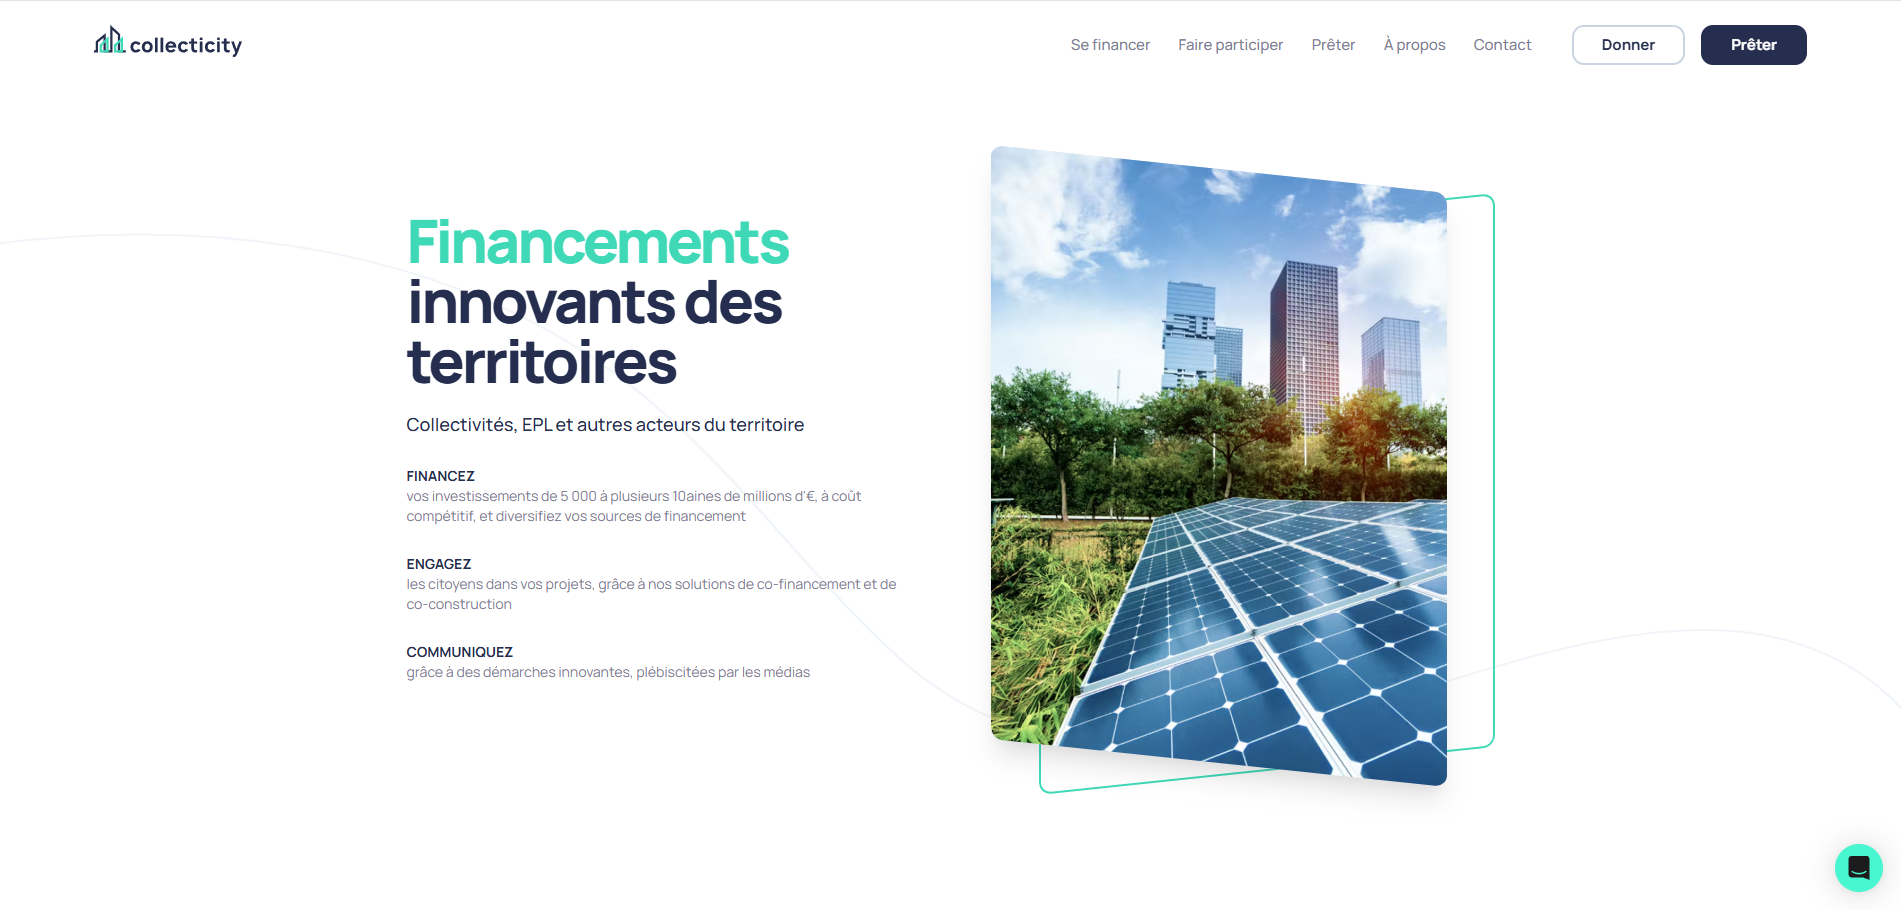 collecticity
Se financer
Faire participer
Prêter
À propos
Contact
Donner
Prêter
Financements
innovants des
territoires
Collectivités, EPL et autres acteurs du territoire
FINANCEZ
vos investissements de 5 000 à plusieurs 10aines de millions d'€, à coût
compétitif, et diversifiez vos sources de financement
ENGAGEZ
les citoyens dans vos projets, grâce à nos solutions de co-financement et de
co-construction
COMMUNIQUEZ
grâce à des démarches innovantes, plébiscitées par les médias